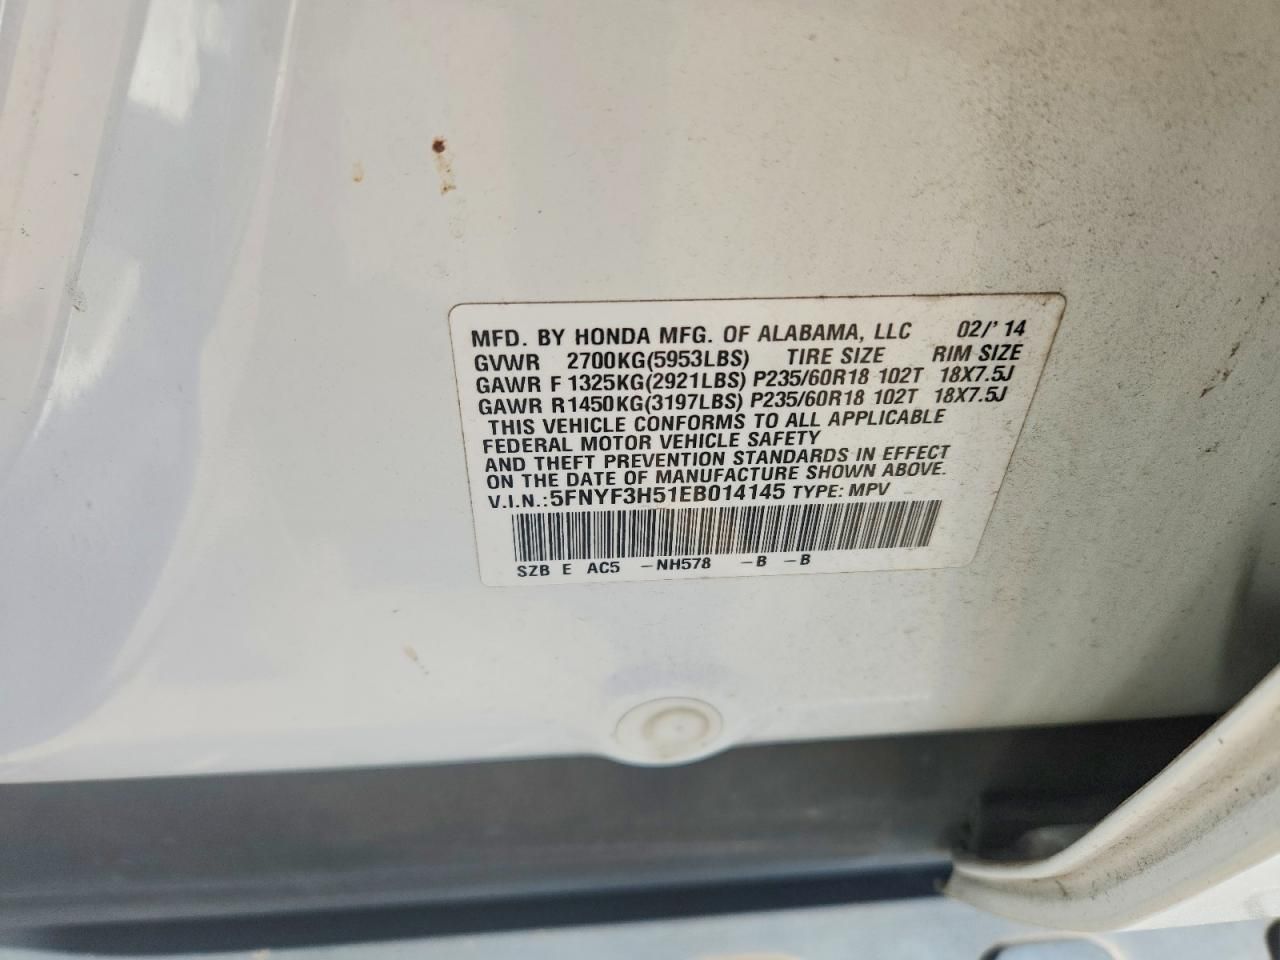 MFD. BY HONDA MFG. OF ALABAMA, LLC 02/'14
GVWR 2700KG(5953LBS) TIRE SIZE RIM SIZE
GAWR F 1325KG(2921LBS) P235/60R18 102T 18X7.5J
GAWR R1450KG(3197LBS) P235/60R18 102T 18X7.5J
THIS VEHICLE CONFORMS TO ALL APPLICABLE
FEDERAL MOTOR VEHICLE SAFETY
AND THEFT PREVENTION STANDARDS IN EFFECT
ON THE DATE OF MANUFACTURE SHOWN ABOVE.
V.I.N.:5FNYF3H51EB014145 TYPE: MPV
SZB E AC5 -NH578 -B -B